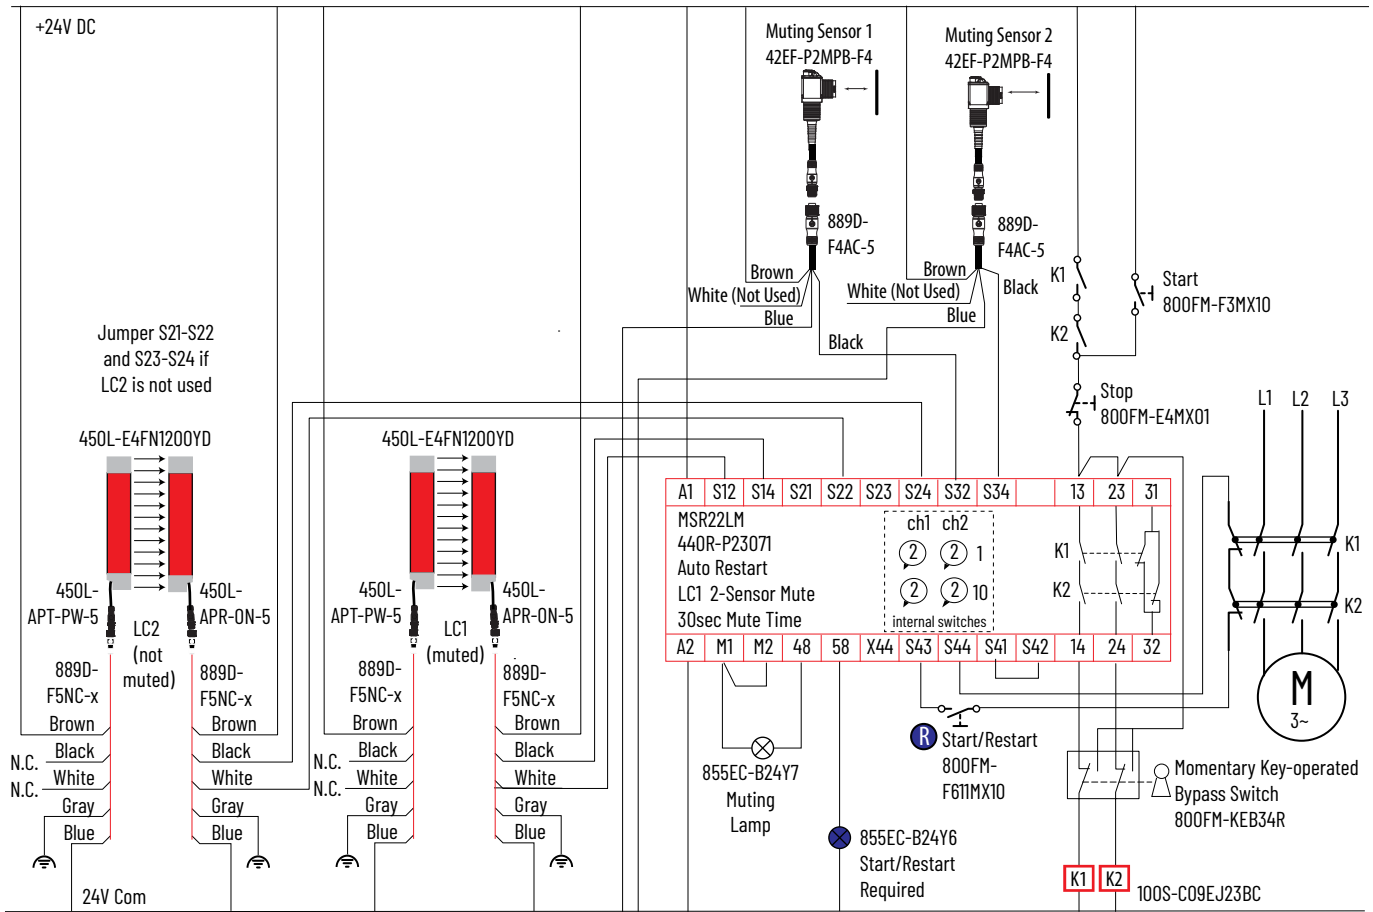 +24V DC
Muting Sensor 1
42EF-P2MPB-F4
Muting Sensor 2
42EF-P2MPB-F4
889D-
F4AC-5
889D-
F4AC-5
Brown
White (Not Used)
Blue
Black
Brown
White (Not Used)
Blue
Black
K1
K2
Start
800FM-F3MX10
Stop
800FM-E4MX01
Jumper S21-S22
and S23-S24 if
LC2 is not used
450L-E4FN1200YD
450L-E4FN1200YD
L1 L2 L3
A1 S12 S14 S21 S22 S23 S24 S32 S34 13 23 31
MSR22LM
440R-P23071
Auto Restart
LC1 2-Sensor Mute
30sec Mute Time
ch1 ch2
2 2 1
2 2 10
internal switches
K1
K2
A2 M1 M2 48 58 X44 S43 S44 S41 S42 14 24 32
K1
K2
M
3~
450L-
APT-PW-5
450L-
APR-ON-5
LC2
(not
muted)
889D-
F5NC-x
889D-
F5NC-x
Brown
Black
White
Gray
Blue
N.C.
N.C.
Brown
Black
White
Gray
Blue
450L-
APT-PW-5
450L-
APR-ON-5
LC1
(muted)
889D-
F5NC-x
889D-
F5NC-x
Brown
Black
White
Gray
Blue
N.C.
N.C.
Brown
Black
White
Gray
Blue
855EC-B24Y7
Muting
Lamp
R
Start/Restart
800FM-
F611MX10
855EC-B24Y6
Start/Restart
Required
Momentary Key-operated
Bypass Switch
800FM-KEB34R
K1 K2
100S-C09EJ23BC
24V Com